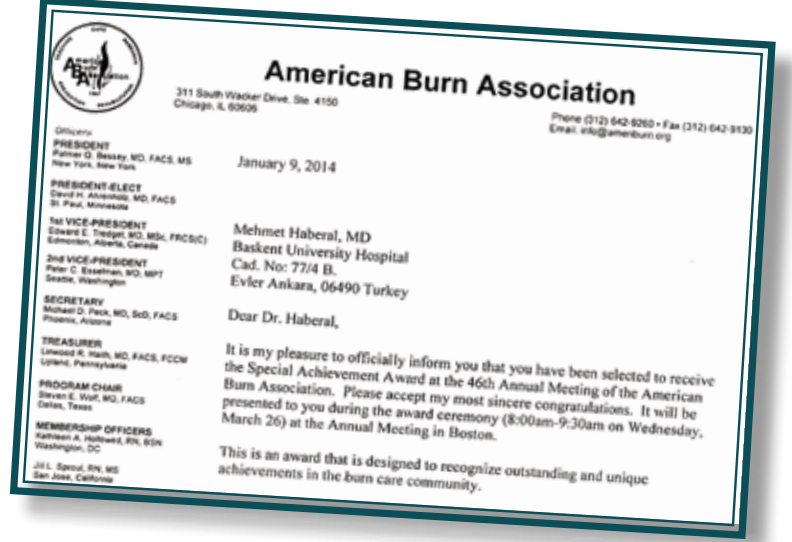 American Burn Association
311 South Wacker Drive, Ste. 4150
Chicago, IL 60606
Phone (312) 642-9260 • Fax (312) 642-9130
Email: info@ameriburn.org
Officers
PRESIDENT
Palmer Q. Bessey, MD, FACS, MS
New York, New York
PRESIDENT-ELECT
David H. Ahrenholz, MD, FACS
St. Paul, Minnesota
1st VICE-PRESIDENT
Edward E. Tredget, MD, MSc, FRCS(C)
Edmonton, Alberta, Canada
2nd VICE-PRESIDENT
Peter C. Esselman, MD, MPT
Seattle, Washington
SECRETARY
Michael D. Peck, MD, ScD, FACS
Phoenix, Arizona
TREASURER
Linwood R. Haith, MD, FACS, FCCM
Upland, Pennsylvania
PROGRAM CHAIR
Steven E. Wolf, MD, FACS
Dallas, Texas
MEMBERSHIP OFFICERS
Kathleen A. Hollowed, RN, BSN
Washington, DC
Jill L. Sproul, RN, MS
San Jose, California
January 9, 2014
Mehmet Haberal, MD
Baskent University Hospital
Cad. No: 77/4 B.
Evler Ankara, 06490 Turkey
Dear Dr. Haberal,
It is my pleasure to officially inform you that you have been selected to receive
the Special Achievement Award at the 46th Annual Meeting of the American
Burn Association. Please accept my most sincere congratulations. It will be
presented to you during the award ceremony (8:00am-9:30am on Wednesday,
March 26) at the Annual Meeting in Boston.
This is an award that is designed to recognize outstanding and unique
achievements in the burn care community.